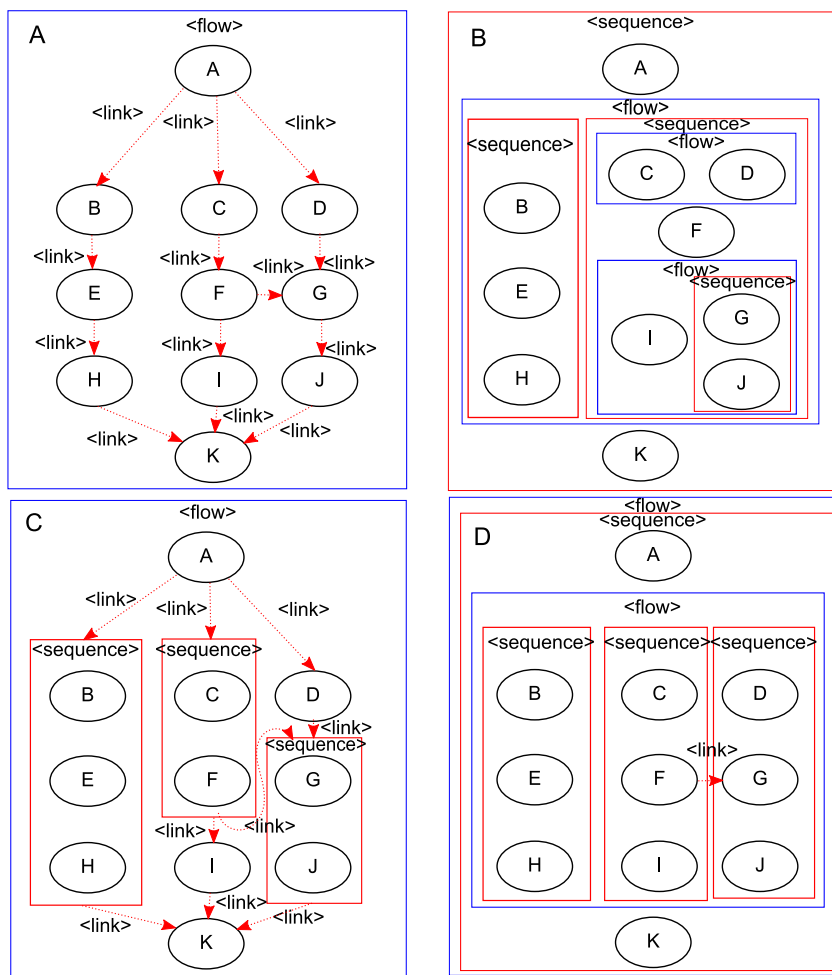 A
<flow>
A
<link>
<link>
<link>
B
C
D
<link>
<link>
<link>
<link>
E
F
G
<link>
<link>
<link>
H
I
J
<link>
<link>
<link>
K
B
<sequence>
A
<flow>
<sequence>
<sequence>
<flow>
C
D
B
F
<flow>
<sequence>
E
G
I
H
J
K
C
<flow>
A
<link>
<link>
<link>
<sequence>
<sequence>
B
C
D
<link>
<sequence>
E
F
G
<link>
<link>
H
I
J
<link>
<link>
<link>
K
D
<flow>
<sequence>
A
<flow>
<sequence>
<sequence>
<sequence>
B
C
D
<link>
E
F
G
H
I
J
K